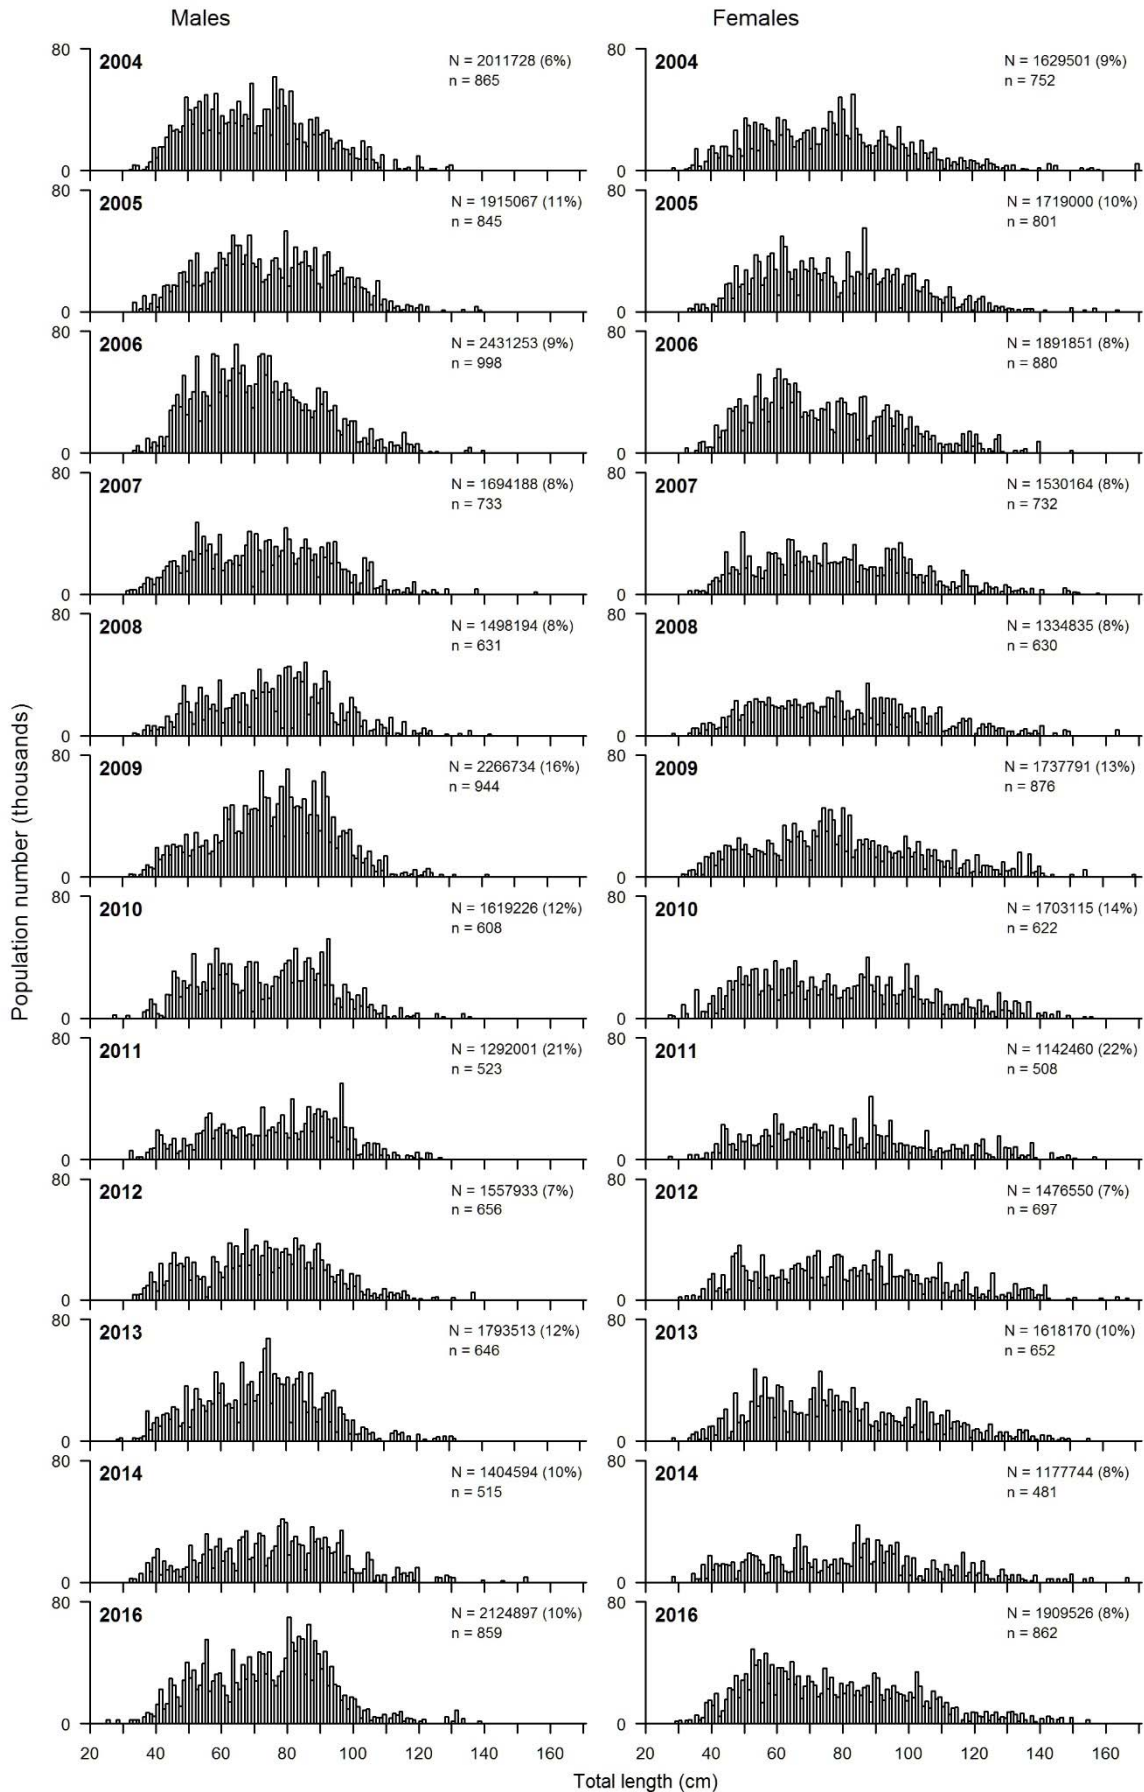 Males Females
80 2004 N = 2011728 (6%) 2004 N = 1629501 (9%)
n = 865 n = 752
0
80 2005 N = 1915067 (11%) 80 2005 N = 1719000 (10%)
n = 845 n = 801
0 0
80 2006 N = 2431253 (9%) 80 2006 N = 1891851 (8%)
n = 998 n = 880
0 0
80 2007 N = 1694188 (8%) 80 2007 N = 1530164 (8%)
n = 733 n = 732
0 0
80 2008 N = 1498194 (8%) 80 2008 N = 1334835 (8%)
n = 631 n = 630
0 0
80 2009 N = 2266734 (16%) 80 2009 N = 1737791 (13%)
n = 944 n = 876
0 0
80 2010 N = 1619226 (12%) 80 2010 N = 1703115 (14%)
n = 608 n = 622
0 0
80 2011 N = 1292001 (21%) 80 2011 N = 1142460 (22%)
n = 523 n = 508
0 0
80 2012 N = 1557933 (7%) 80 2012 N = 1476550 (7%)
n = 656 n = 697
0 0
80 2013 N = 1793513 (12%) 80 2013 N = 1618170 (10%)
n = 646 n = 652
0 0
80 2014 N = 1404594 (10%) 80 2014 N = 1177744 (8%)
n = 515 n = 481
0 0
80 2016 N = 2124897 (10%) 80 2016 N = 1909526 (8%)
n = 859 n = 862
0 0
20 40 60 80 100 120 140 160 20 40 60 80 100 120 140 160
Total length (cm)
Population number (thousands)